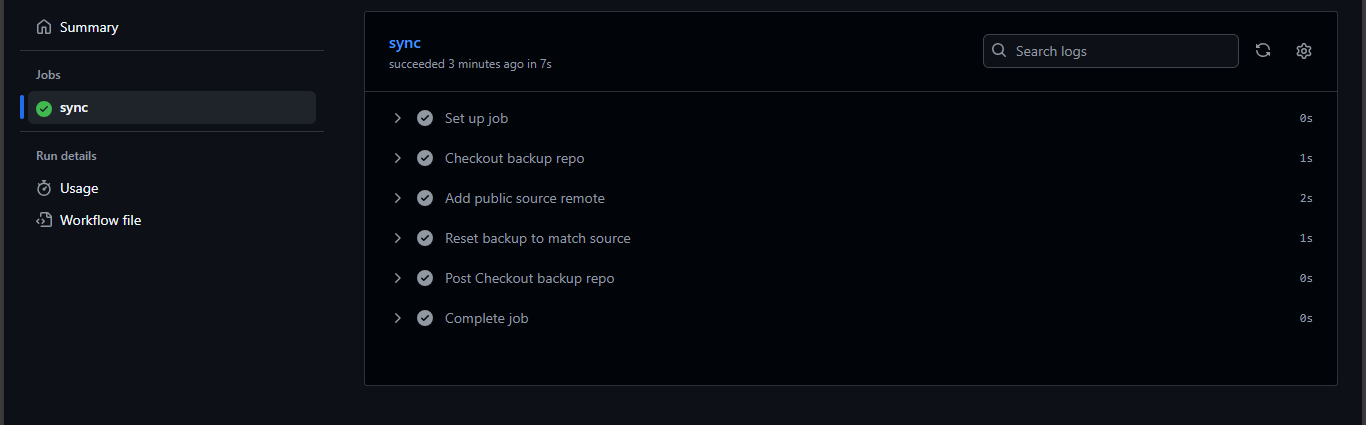 Summary
Jobs
sync
Run details
Usage
Workflow file
sync
succeeded 3 minutes ago in 7s
Search logs
Set up job 0s
Checkout backup repo 1s
Add public source remote 2s
Reset backup to match source 1s
Post Checkout backup repo 0s
Complete job 0s